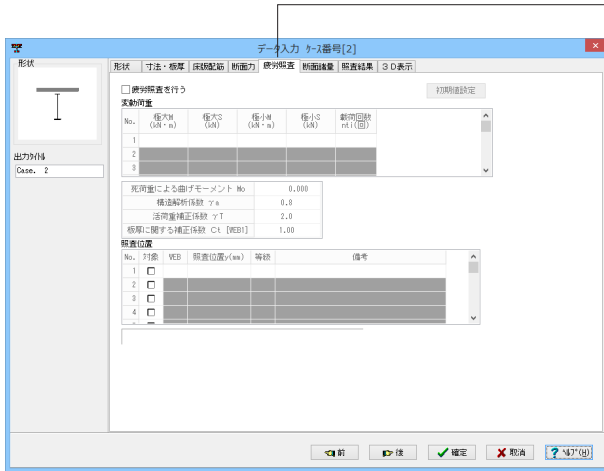 データ入力 ケース番号[2]
形状
形状 寸法・板厚 床版配筋 断面力 疲労照査 断面諸量 照査結果 3D表示
疲労照査を行う 初期値設定
変動荷重
No. 極大M (kN・m) 極大S (kN) 極小M (kN・m) 極小S (kN) 載荷回数 nti(回)
1
2
3
出力タイトル
Case. 2
死荷重による曲げモーメント Mo 0.000
構造解析係数 γa 0.8
活荷重補正係数 γT 2.0
板厚に関する補正係数 Ct [WEB1] 1.00
照査位置
No. 対象 WEB 照査位置y(mm) 等級 備考
1
2
3
4
前 後 確定 取消 ヘルプ(H)